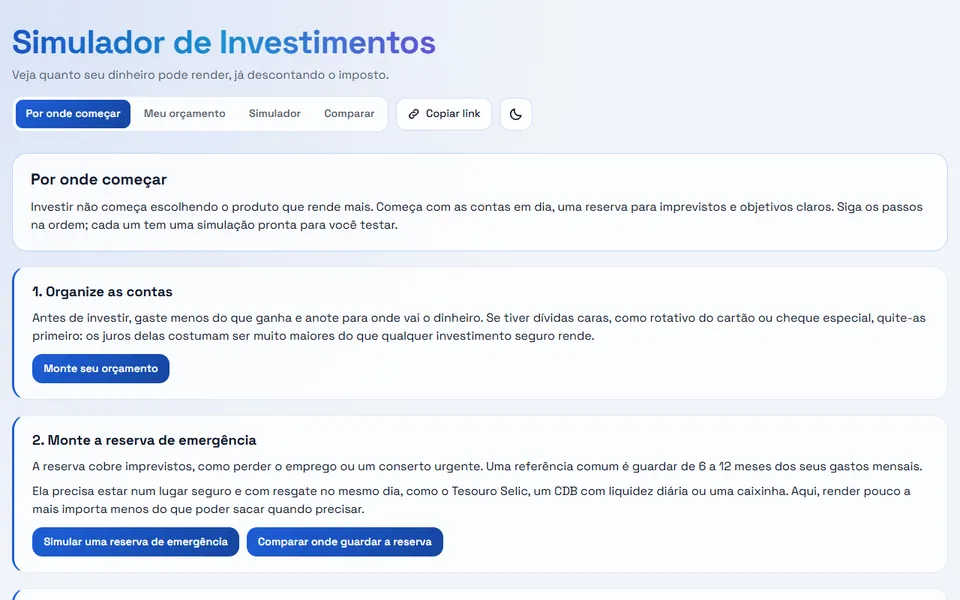 Simulador de Investimentos
Veja quanto seu dinheiro pode render, já descontando o imposto.
Por onde começar
Meu orçamento
Simulador
Comparar
Copiar link
Por onde começar
Investir não começa escolhendo o produto que rende mais. Começa com as contas em dia, uma reserva para imprevistos e objetivos claros. Siga os passos
na ordem; cada um tem uma simulação pronta para você testar.
1. Organize as contas
Antes de investir, gaste menos do que ganha e anote para onde vai o dinheiro. Se tiver dívidas caras, como rotativo do cartão ou cheque especial, quite-as
primeiro: os juros delas costumam ser muito maiores do que qualquer investimento seguro rende.
Monte seu orçamento
2. Monte a reserva de emergência
A reserva cobre imprevistos, como perder o emprego ou um conserto urgente. Uma referência comum é guardar de 6 a 12 meses dos seus gastos mensais.
Ela precisa estar num lugar seguro e com resgate no mesmo dia, como o Tesouro Selic, um CDB com liquidez diária ou uma caixinha. Aqui, render pouco a
mais importa menos do que poder sacar quando precisar.
Simular uma reserva de emergência
Comparar onde guardar a reserva